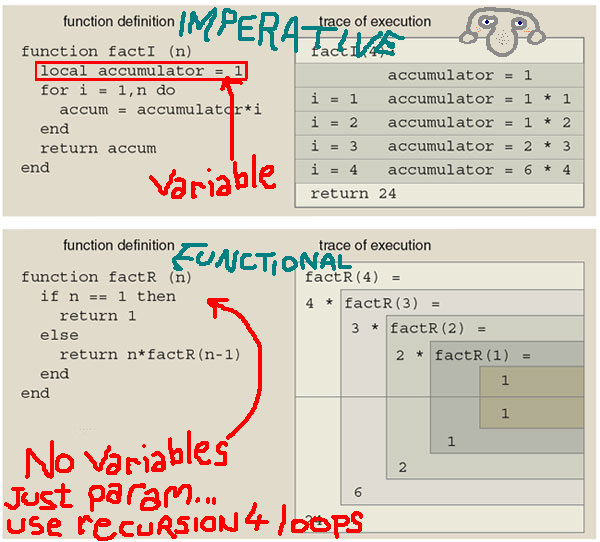 function definition
IMPERATIVE
trace of execution
function factI (n)
local accumulator = 1
for i = 1,n do
accum = accumulator*i
end
return accum
end
Variable
factI(4)
accumulator = 1
i = 1 accumulator = 1 * 1
i = 2 accumulator = 1 * 2
i = 3 accumulator = 2 * 3
i = 4 accumulator = 6 * 4
return 24
function definition
FUNCTIONAL
trace of execution
function factR (n)
if n == 1 then
return 1
else
return n*factR(n-1)
end
end
No variables
Just param...
use recursion 4 loops
factR(4) =
4 * factR(3) =
3 * factR(2) =
2 * factR(1) =
1
1
1
2
6